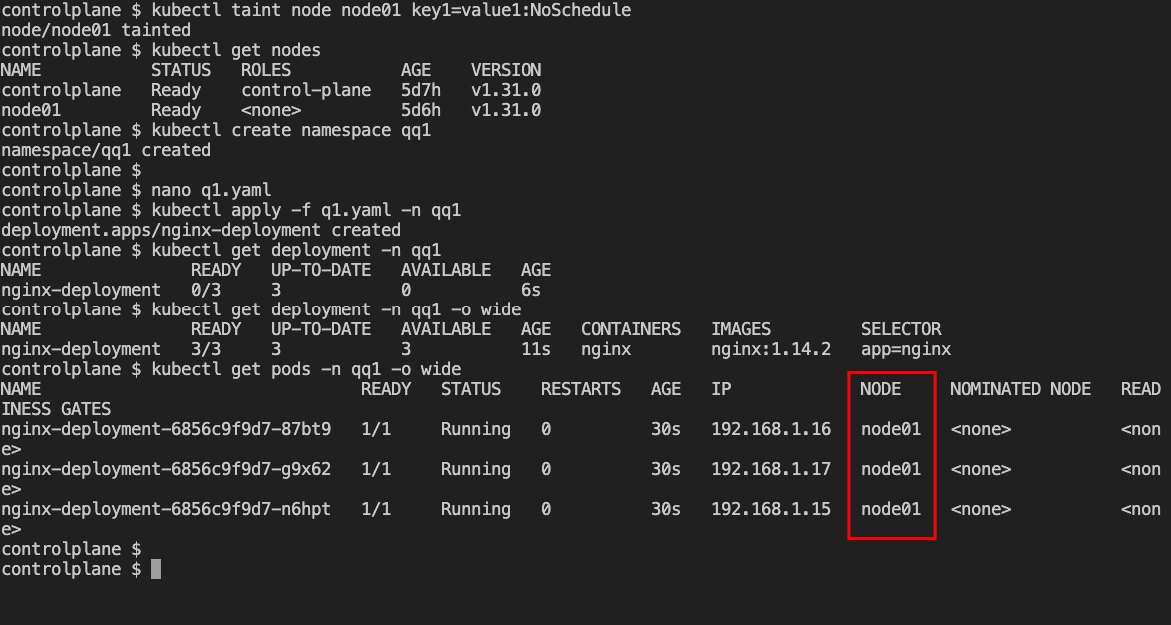 controlplane $ kubectl taint node node01 key1=value1:NoSchedule
node/node01 tainted
controlplane $ kubectl get nodes
NAME           STATUS   ROLES           AGE    VERSION
controlplane   Ready    control-plane   5d7h   v1.31.0
node01         Ready    <none>          5d6h   v1.31.0
controlplane $ kubectl create namespace qq1
namespace/qq1 created
controlplane $
controlplane $ nano q1.yaml
controlplane $ kubectl apply -f q1.yaml -n qq1
deployment.apps/nginx-deployment created
controlplane $ kubectl get deployment -n qq1
NAME               READY   UP-TO-DATE   AVAILABLE   AGE
nginx-deployment   0/3     3            0           6s
controlplane $ kubectl get deployment -n qq1 -o wide
NAME               READY   UP-TO-DATE   AVAILABLE   AGE   CONTAINERS   IMAGES         SELECTOR
nginx-deployment   3/3     3            3           11s   nginx        nginx:1.14.2   app=nginx
controlplane $ kubectl get pods -n qq1 -o wide
NAME                                READY   STATUS    RESTARTS   AGE   IP             NODE     NOMINATED NODE   READ
INESS GATES
nginx-deployment-6856c9f9d7-87bt9   1/1     Running   0          30s   192.168.1.16   node01   <none>           <non
e>
nginx-deployment-6856c9f9d7-g9x62   1/1     Running   0          30s   192.168.1.17   node01   <none>           <non
e>
nginx-deployment-6856c9f9d7-n6hpt   1/1     Running   0          30s   192.168.1.15   node01   <none>           <non
e>
controlplane $
controlplane $